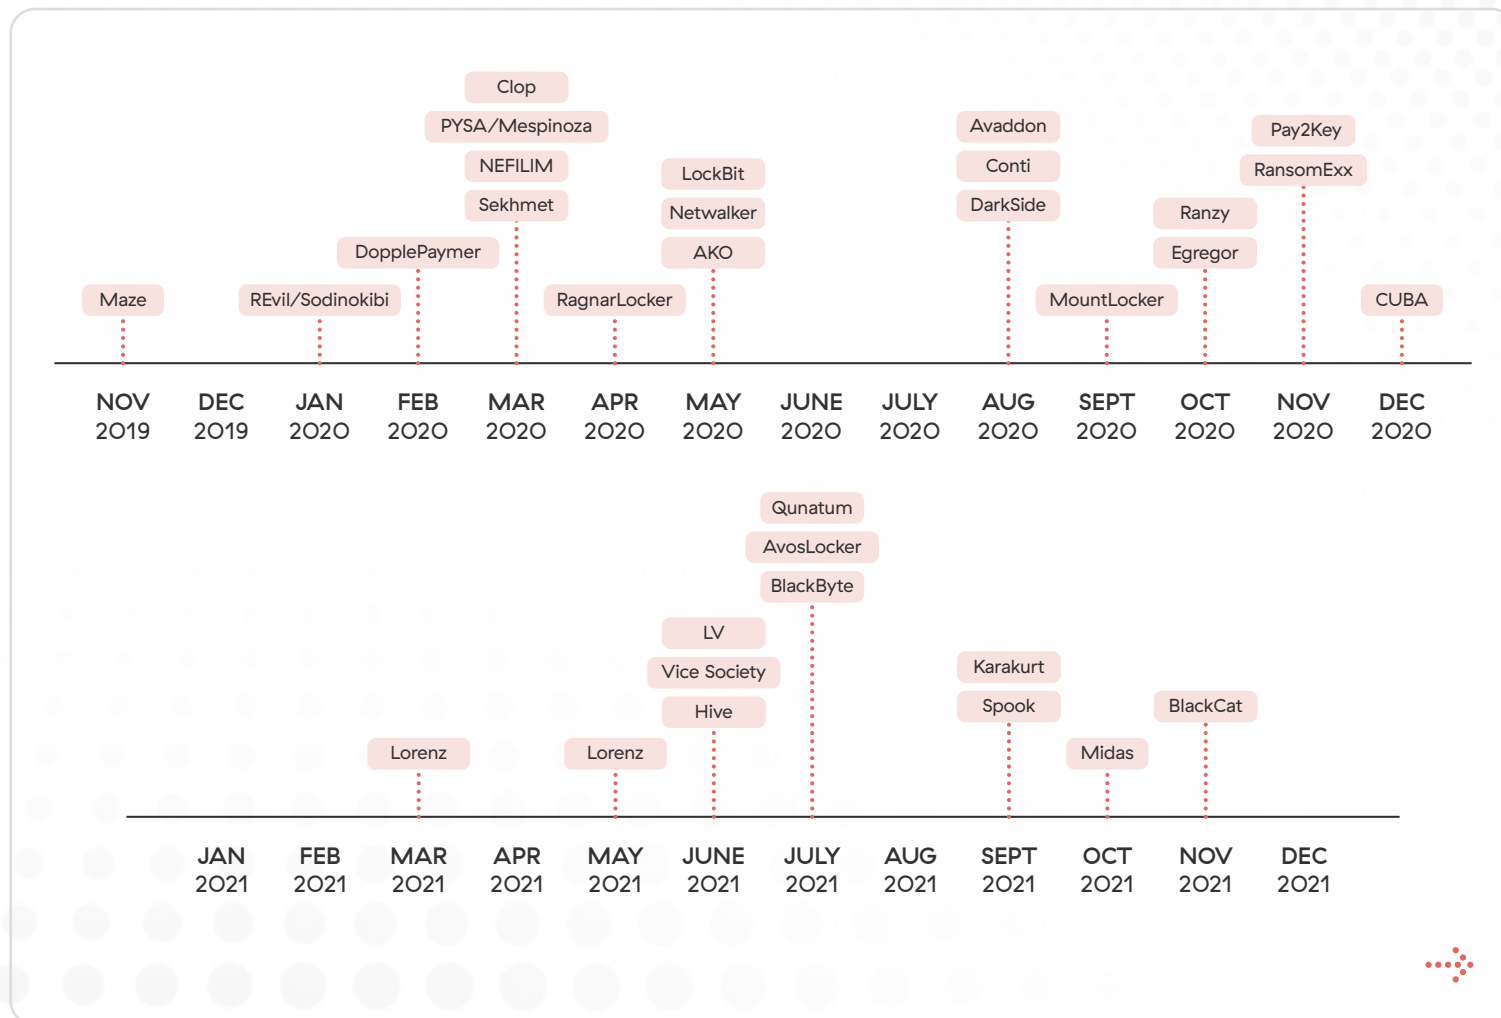 Clop
PYSA/Mespinoza
NEFILIM
Sekhmet
DopplePaymer
Maze
REvil/Sodinokibi
RagnarLocker
LockBit
Netwalker
AKO
Avaddon
Conti
DarkSide
MountLocker
Ranzy
Egregor
Pay2Key
RansomExx
CUBA
NOV 2019
DEC 2019
JAN 2020
FEB 2020
MAR 2020
APR 2020
MAY 2020
JUNE 2020
JULY 2020
AUG 2020
SEPT 2020
OCT 2020
NOV 2020
DEC 2020
Qunatum
AvosLocker
BlackByte
LV
Vice Society
Hive
Lorenz
Lorenz
Karakurt
Spook
Midas
BlackCat
JAN 2021
FEB 2021
MAR 2021
APR 2021
MAY 2021
JUNE 2021
JULY 2021
AUG 2021
SEPT 2021
OCT 2021
NOV 2021
DEC 2021